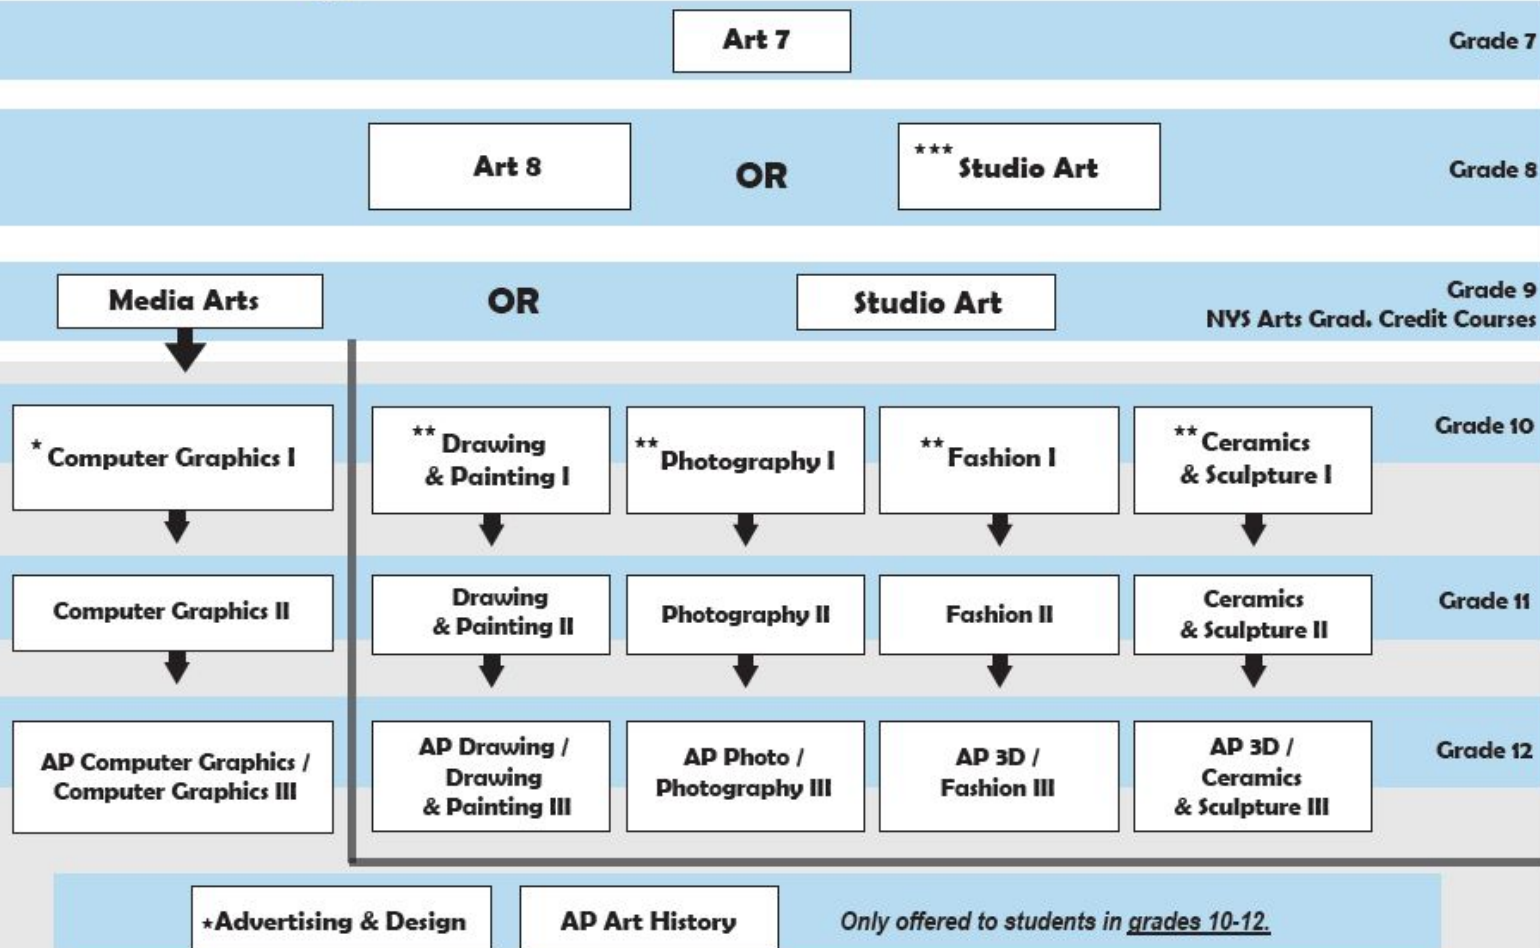 Art 7
Grade 7
Art 8
OR
*** Studio Art
Grade 8
Media Arts
OR
Studio Art
Grade 9
NYS Arts Grad. Credit Courses
* Computer Graphics I
** Drawing
& Painting I
** Photography I
** Fashion I
** Ceramics
& Sculpture I
Grade 10
Computer Graphics II
Drawing
& Painting II
Photography II
Fashion II
Ceramics
& Sculpture II
Grade 11
AP Computer Graphics /
Computer Graphics III
AP Drawing /
Drawing
& Painting III
AP Photo /
Photography III
AP 3D /
Fashion III
AP 3D /
Ceramics
& Sculpture III
Grade 12
*Advertising & Design
AP Art History
Only offered to students in grades 10-12.